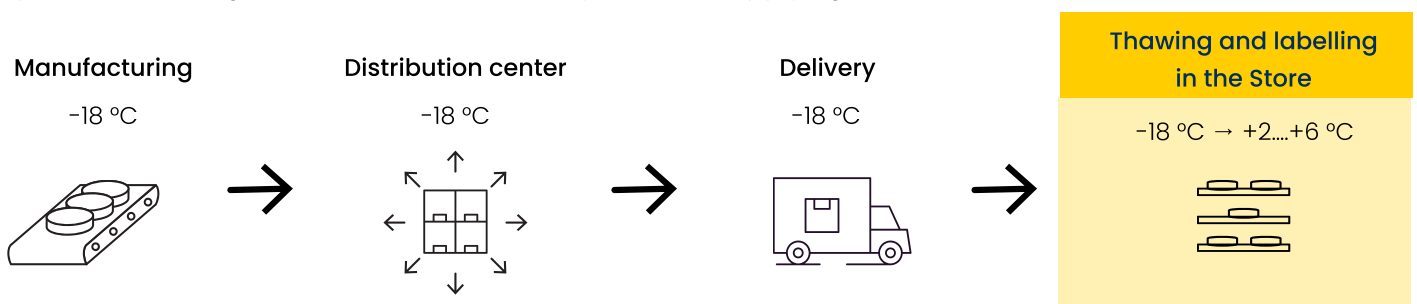 Manufacturing
-18 ºC
Distribution center
-18 ºC
Delivery
-18 ºC
Thawing and labelling
in the Store
-18 ºC → +2....+6 ºC